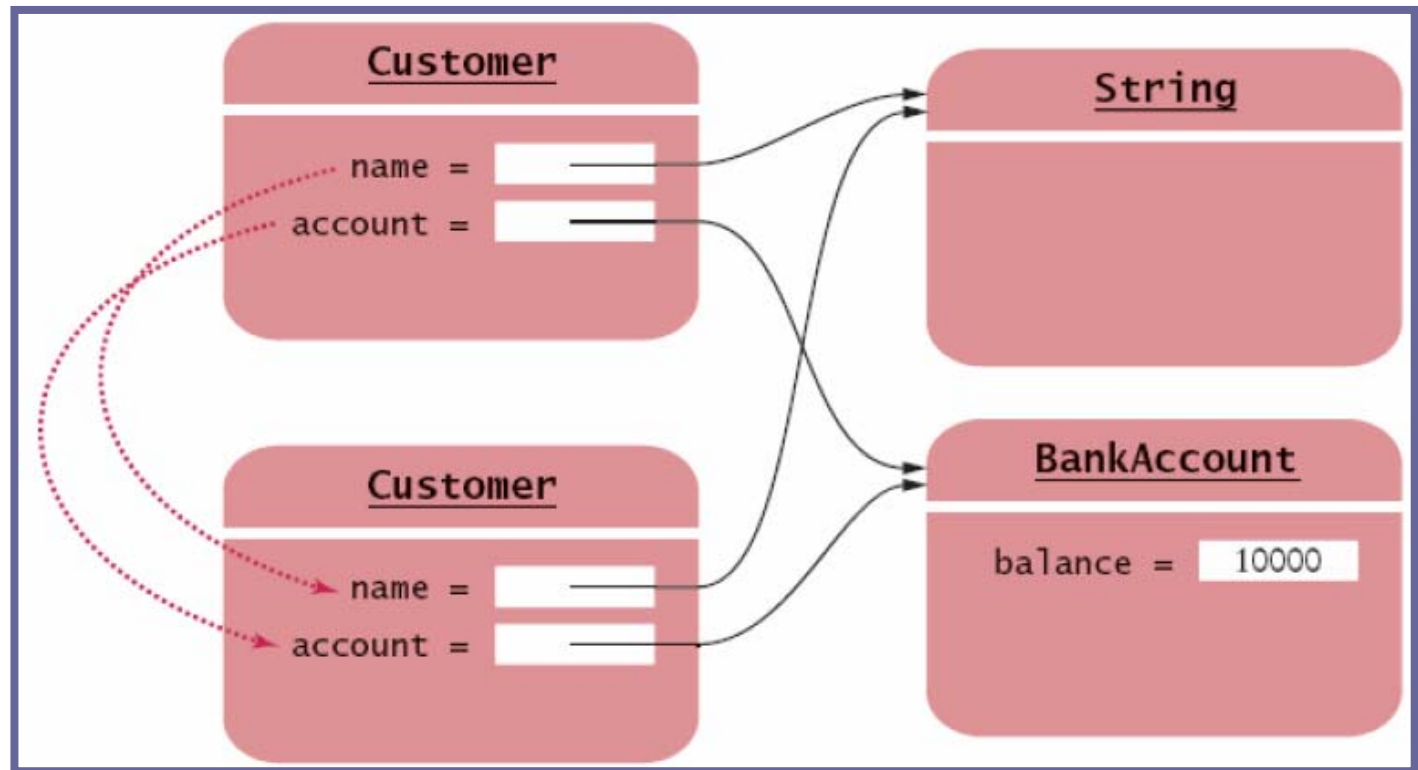 Customer
name =
account =
String
Customer
name =
account =
BankAccount
balance = 10000